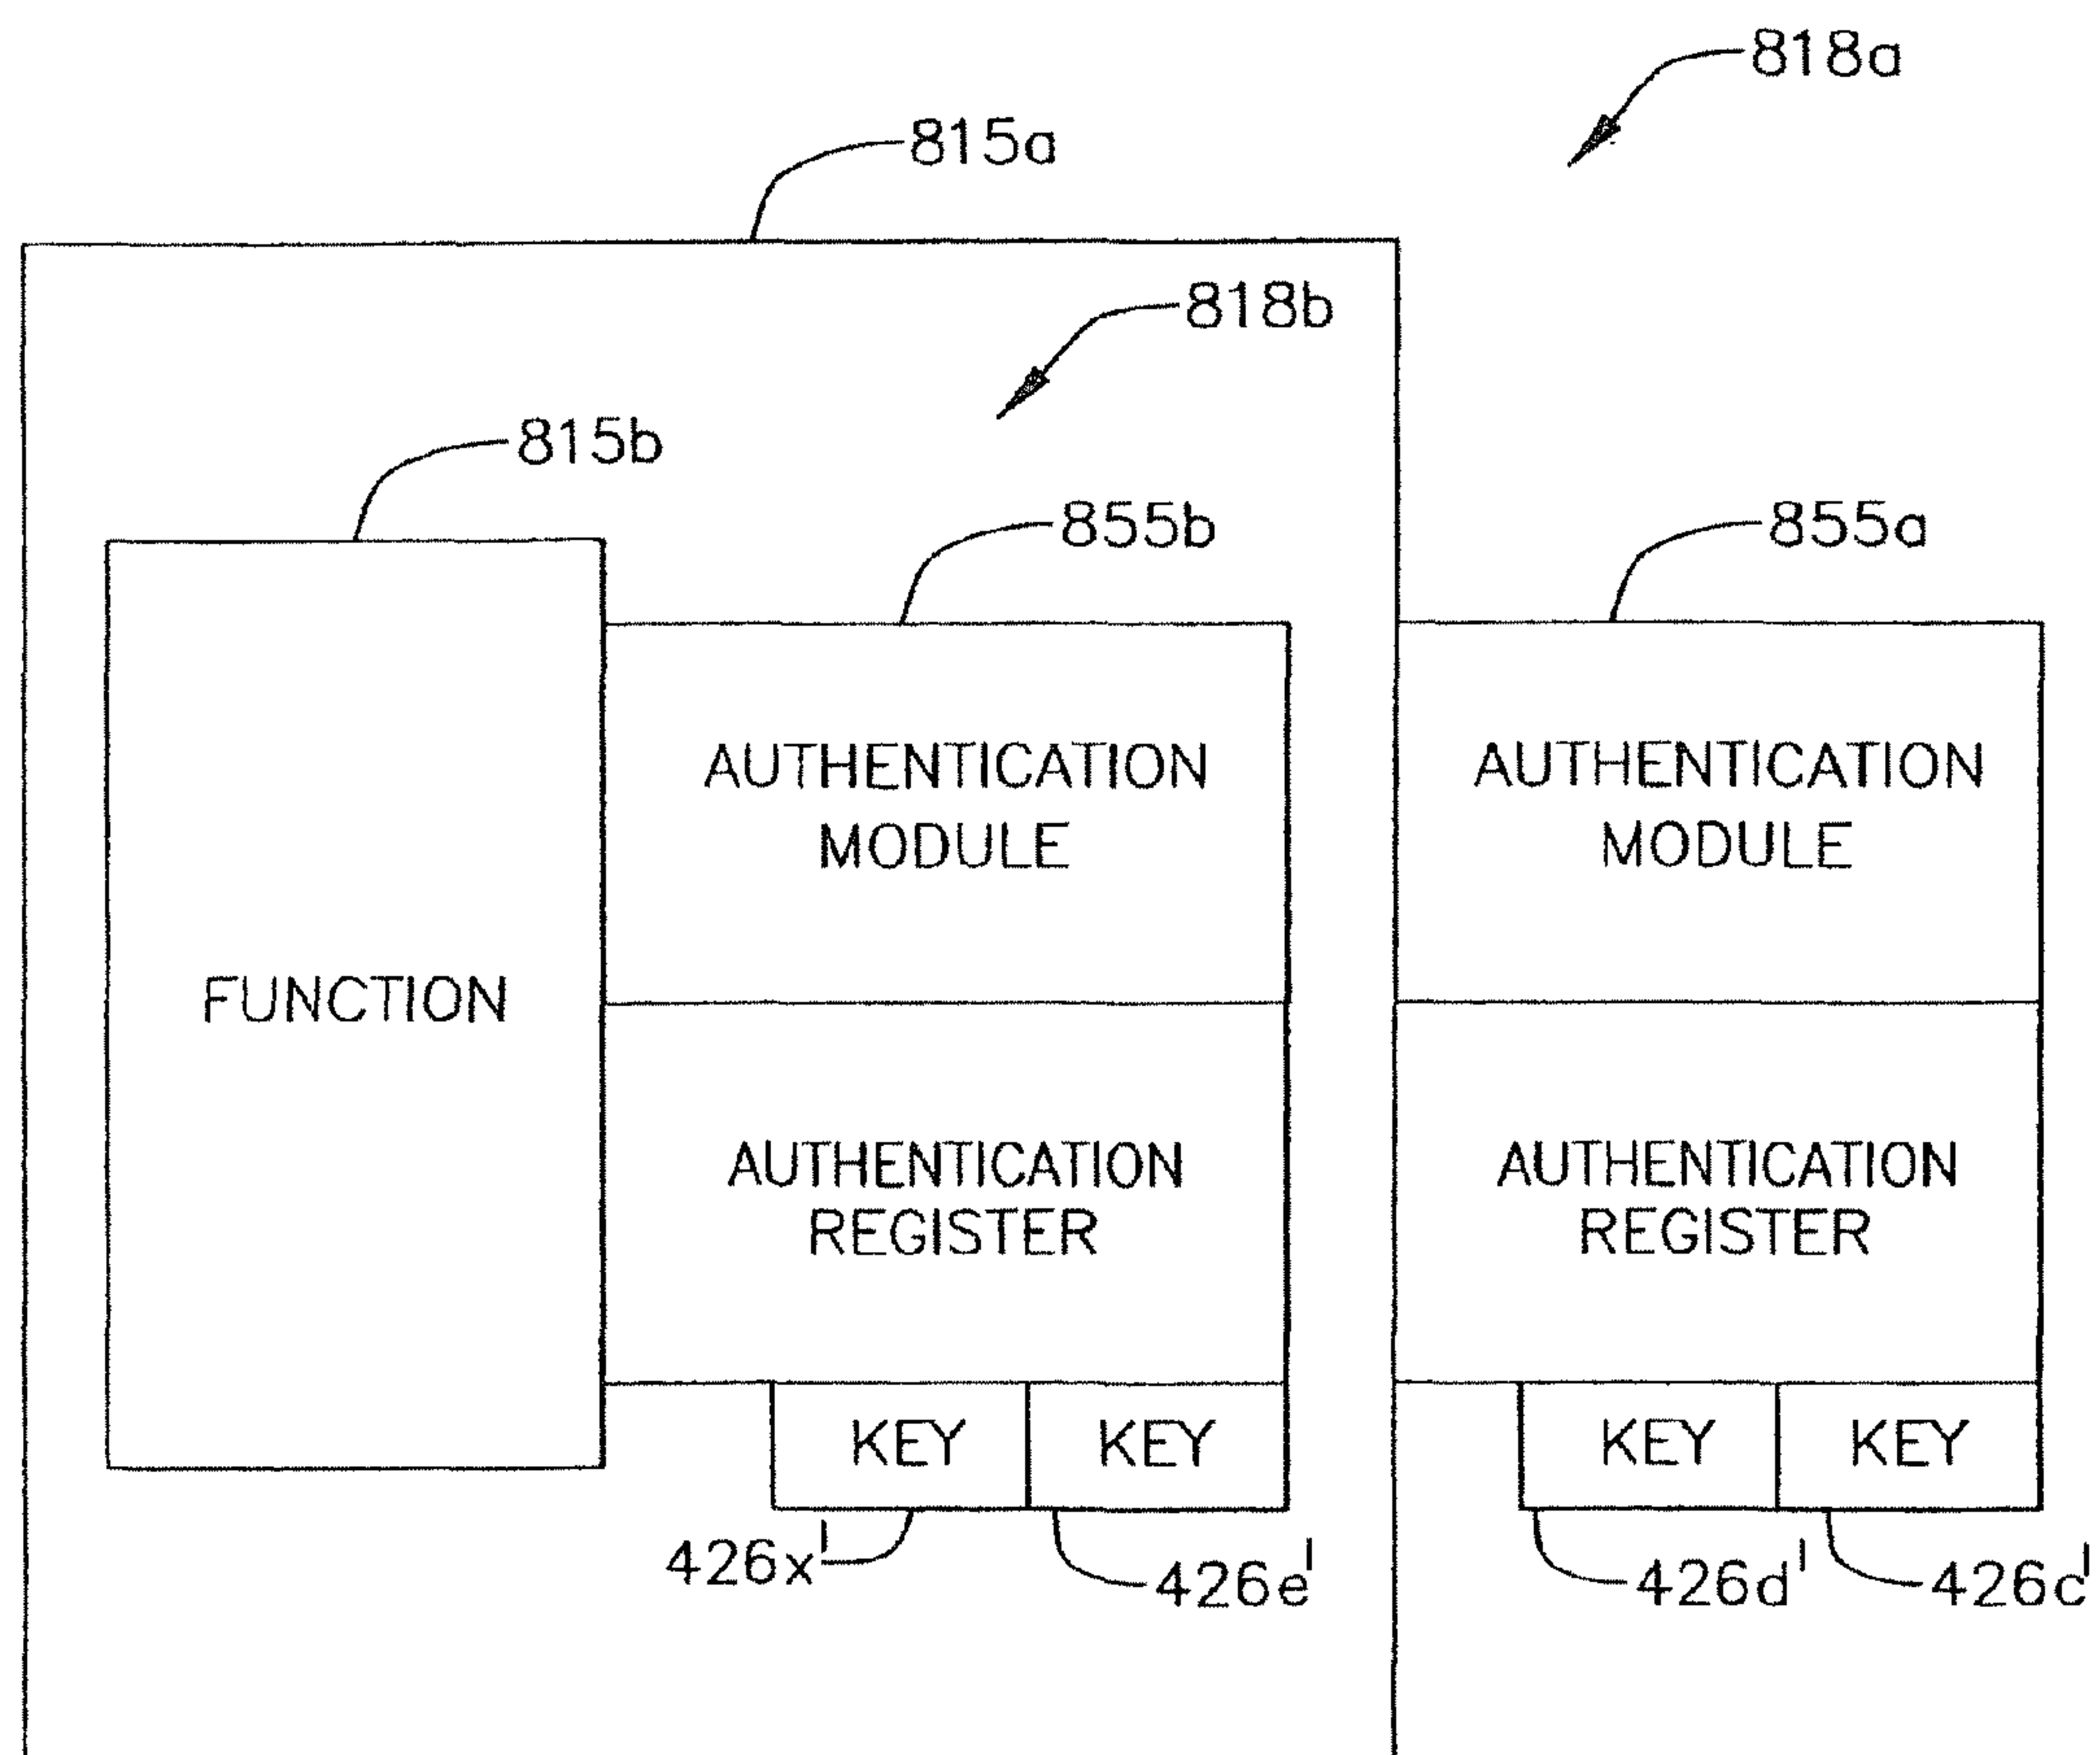 818a
815a
818b
815b
855b
855a
AUTHENTICATION
MODULE
AUTHENTICATION
MODULE
FUNCTION
AUTHENTICATION
REGISTER
AUTHENTICATION
REGISTER
KEY
KEY
KEY
KEY
426x'
426e'
426d'
426c'